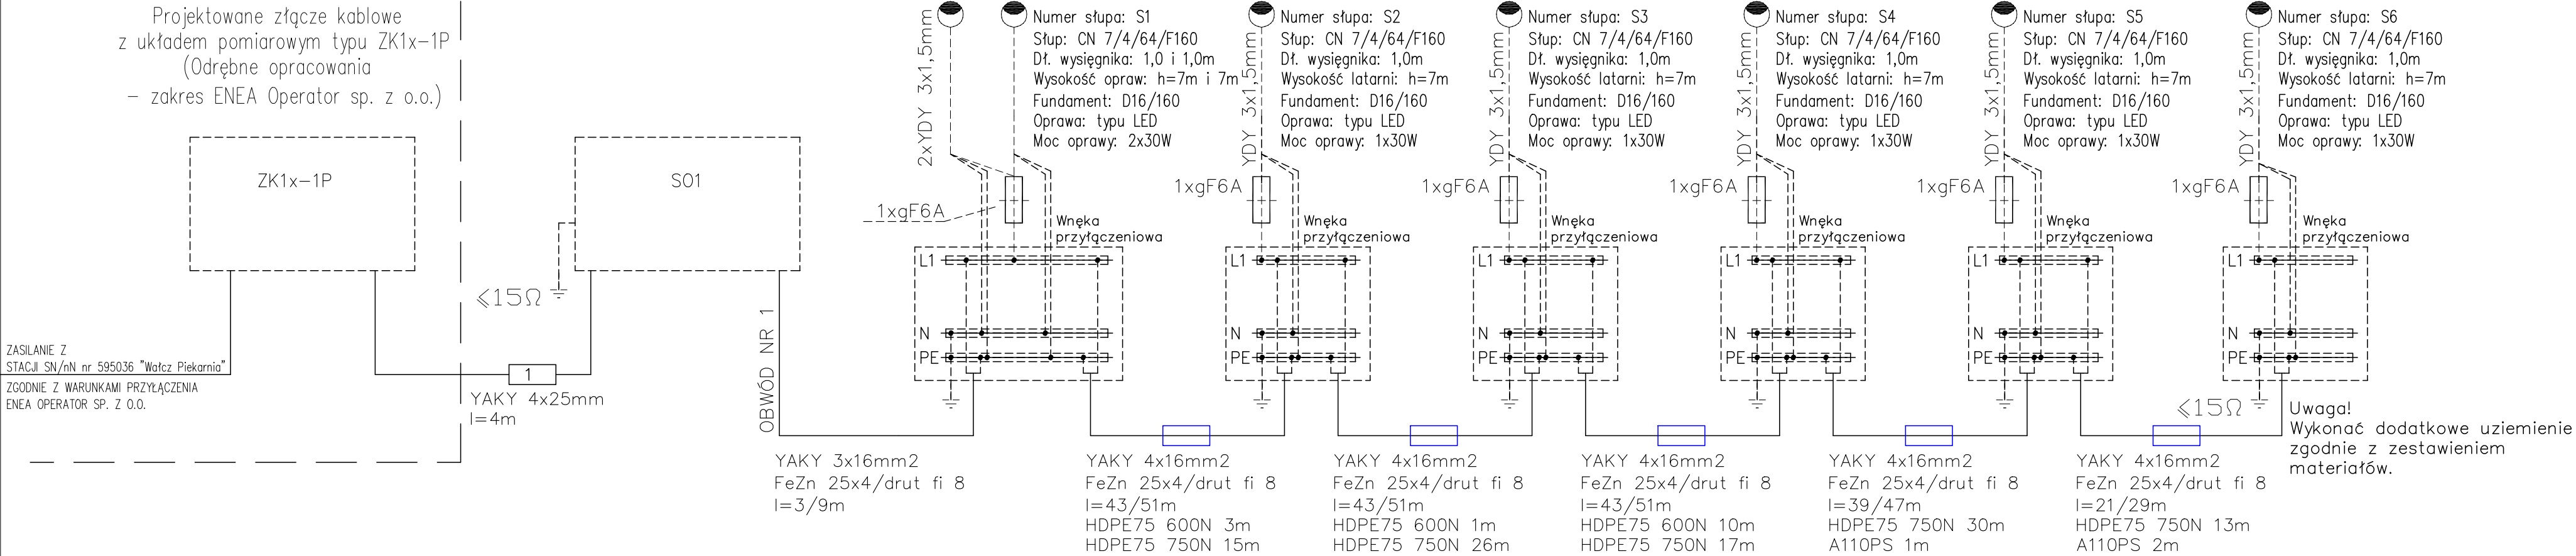 Projektowane złącze kablowe
z układem pomiarowym typu ZK1x-1P
(Odrębne opracowania
- zakres ENEA Operator sp. z o.o.)
ZK1x-1P
ZASILANIE Z
STACJI SN/nN nr 595036 "Wałcz Piekarnia"
ZGODNIE Z WARUNKAMI PRZYŁĄCZENIA
ENEA OPERATOR SP. Z O.O.
1
YAKY 4x25mm
l=4m
SO1
≤15Ω
OBWÓD NR 1
YAKY 3x16mm2
FeZn 25x4/drut fi 8
l=3/9m
2xYDY 3x1,5mm
Numer słupa: S1
Słup: CN 7/4/64/F160
Dł. wysięgnika: 1,0 i 1,0m
Wysokość opraw: h=7m i 7m
Fundament: D16/160
Oprawa: typu LED
Moc oprawy: 2x30W
1xgF6A
Wnęka
przyłączeniowa
L1
N
PE
YAKY 4x16mm2
FeZn 25x4/drut fi 8
l=43/51m
HDPE75 600N 3m
HDPE75 750N 15m
YDY 3x1,5mm
Numer słupa: S2
Słup: CN 7/4/64/F160
Dł. wysięgnika: 1,0m
Wysokość latarni: h=7m
Fundament: D16/160
Oprawa: typu LED
Moc oprawy: 1x30W
1xgF6A
Wnęka
przyłączeniowa
L1
N
PE
YAKY 4x16mm2
FeZn 25x4/drut fi 8
l=43/51m
HDPE75 600N 1m
HDPE75 750N 26m
YDY 3x1,5mm
Numer słupa: S3
Słup: CN 7/4/64/F160
Dł. wysięgnika: 1,0m
Wysokość latarni: h=7m
Fundament: D16/160
Oprawa: typu LED
Moc oprawy: 1x30W
1xgF6A
Wnęka
przyłączeniowa
L1
N
PE
YAKY 4x16mm2
FeZn 25x4/drut fi 8
l=43/51m
HDPE75 600N 10m
HDPE75 750N 17m
YDY 3x1,5mm
Numer słupa: S4
Słup: CN 7/4/64/F160
Dł. wysięgnika: 1,0m
Wysokość latarni: h=7m
Fundament: D16/160
Oprawa: typu LED
Moc oprawy: 1x30W
1xgF6A
Wnęka
przyłączeniowa
L1
N
PE
YAKY 4x16mm2
FeZn 25x4/drut fi 8
l=39/47m
HDPE75 750N 30m
A110PS 1m
YDY 3x1,5mm
Numer słupa: S5
Słup: CN 7/4/64/F160
Dł. wysięgnika: 1,0m
Wysokość latarni: h=7m
Fundament: D16/160
Oprawa: typu LED
Moc oprawy: 1x30W
1xgF6A
Wnęka
przyłączeniowa
L1
N
PE
YAKY 4x16mm2
FeZn 25x4/drut fi 8
l=21/29m
HDPE75 750N 13m
A110PS 2m
YDY 3x1,5mm
Numer słupa: S6
Słup: CN 7/4/64/F160
Dł. wysięgnika: 1,0m
Wysokość latarni: h=7m
Fundament: D16/160
Oprawa: typu LED
Moc oprawy: 1x30W
1xgF6A
Wnęka
przyłączeniowa
L1
N
PE
≤15Ω
Uwaga!
Wykonać dodatkowe uziemienie
zgodnie z zestawieniem
materiałów.